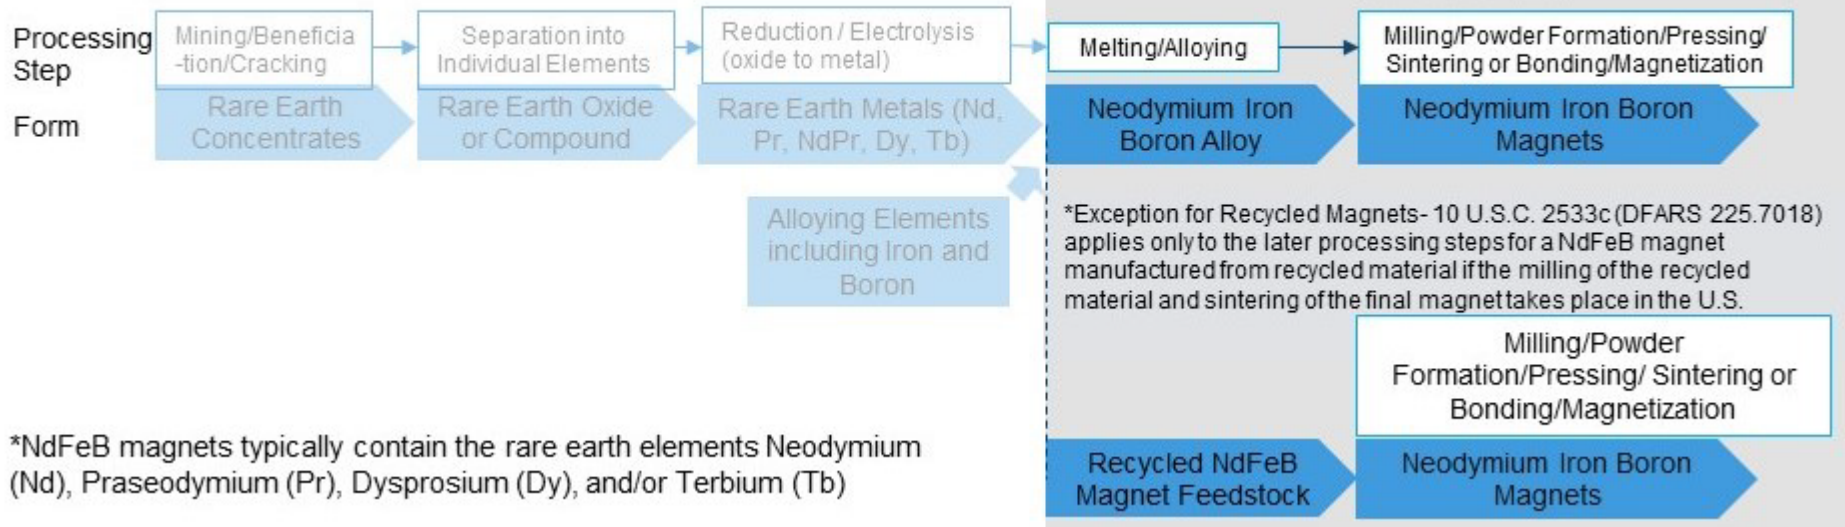 Processing
Step
Mining/Beneficia
-tion/Cracking
Separation into
Individual Elements
Reduction / Electrolysis
(oxide to metal)
Melting/Alloying
Milling/Powder Formation/Pressing/
Sintering or Bonding/Magnetization
Form
Rare Earth
Concentrates
Rare Earth Oxide
or Compound
Rare Earth Metals (Nd,
Pr, NdPr, Dy, Tb)
Neodymium Iron
Boron Alloy
Neodymium Iron Boron
Magnets
Alloying Elements
including Iron and
Boron
*Exception for Recycled Magnets- 10 U.S.C. 2533c (DFARS 225.7018)
applies only to the later processing steps for a NdFeB magnet
manufactured from recycled material if the milling of the recycled
material and sintering of the final magnet takes place in the U.S.
Milling/Powder
Formation/Pressing/ Sintering or
Bonding/Magnetization
*NdFeB magnets typically contain the rare earth elements Neodymium
(Nd), Praseodymium (Pr), Dysprosium (Dy), and/or Terbium (Tb)
Recycled NdFeB
Magnet Feedstock
Neodymium Iron Boron
Magnets